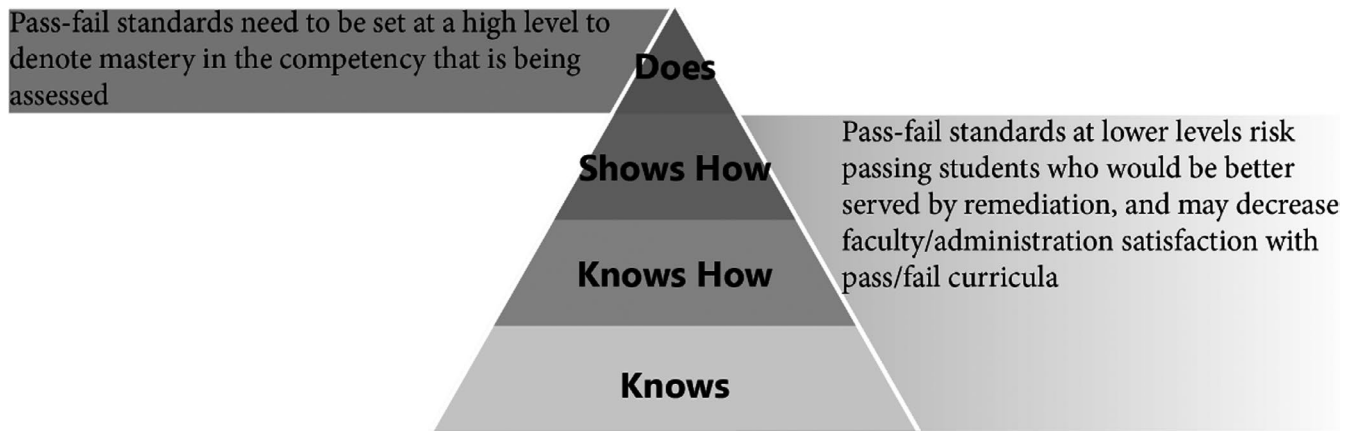 Pass-fail standards need to be set at a high level to
denote mastery in the competency that is being
assessed
Does
Shows How
Knows How
Knows
Pass-fail standards at lower levels risk
passing students who would be better
served by remediation, and may decrease
faculty/administration satisfaction with
pass/fail curricula